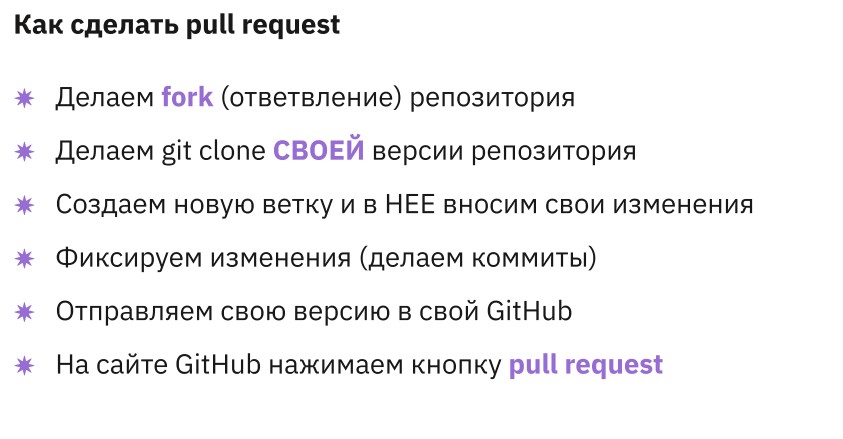 Как сделать pull request
Делаем fork (ответвление) репозитория
Делаем git clone СВОЕЙ версии репозитория
Создаем новую ветку и в НЕЕ вносим свои изменения
Фиксируем изменения (делаем коммиты)
Отправляем свою версию в свой GitHub
На сайте GitHub нажимаем кнопку pull request